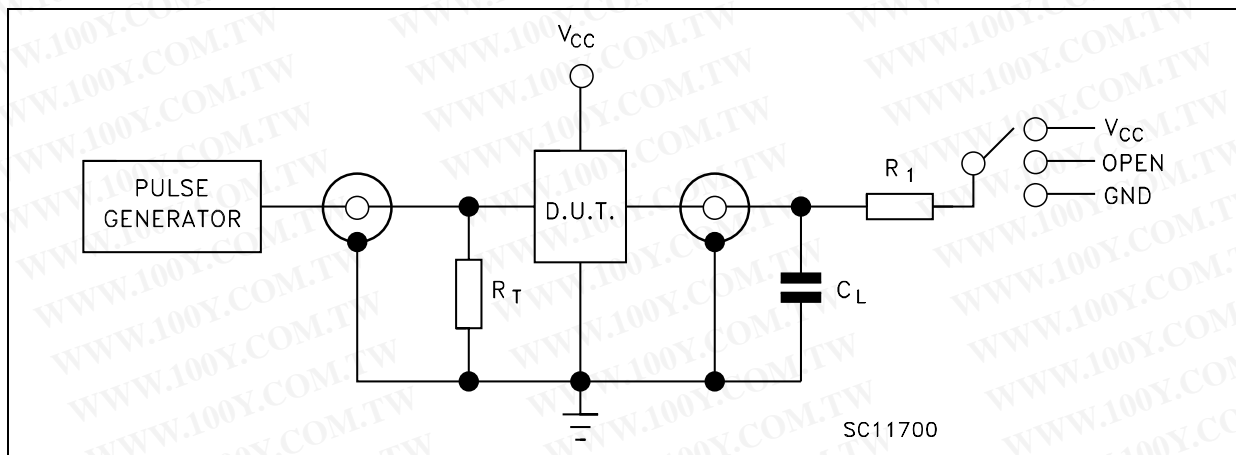 VCC
PULSE
GENERATOR
D.U.T.
RT
CL
R1
VCC
OPEN
GND
SC11700
WWW.100Y.COM.TW